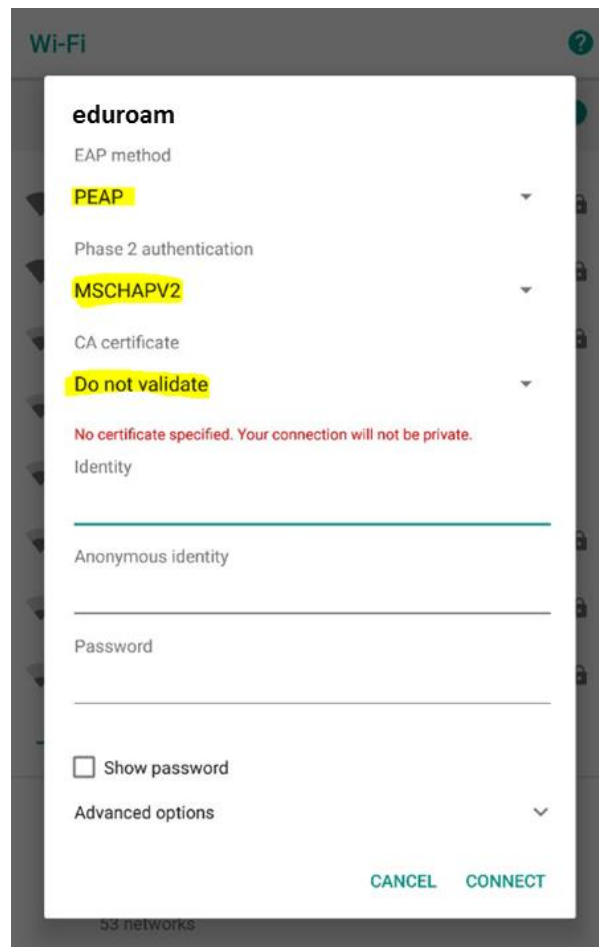 Wi-Fi
eduroam
EAP method
PEAP
Phase 2 authentication
MSCHAPV2
CA certificate
Do not validate
No certificate specified. Your connection will not be private.
Identity
Anonymous identity
Password
Show password
Advanced options
CANCEL CONNECT
53 networks